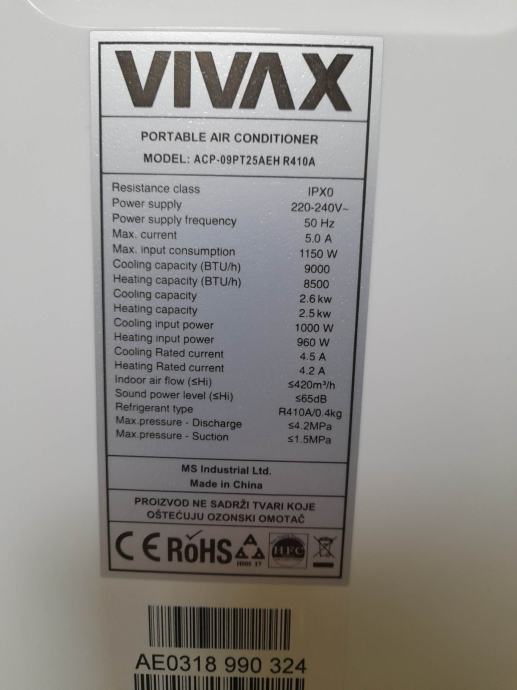 VIVAX
PORTABLE AIR CONDITIONER
MODEL: ACP-09PT25AEH R410A
Resistance class IPX0
Power supply 220-240V~
Power supply frequency 50 Hz
Max. current 5.0 A
Max. input consumption 1150 W
Cooling capacity (BTU/h) 9000
Heating capacity (BTU/h) 8500
Cooling capacity 2.6 kw
Heating capacity 2.5 kw
Cooling input power 1000 W
Heating input power 960 W
Cooling Rated current 4.5 A
Heating Rated current 4.2 A
Indoor air flow (≤Hi) ≤420m³/h
Sound power level (≤Hi) ≤65dB
Refrigerant type R410A/0.4kg
Max.pressure - Discharge ≤4.2MPa
Max.pressure - Suction ≤1.5MPa
MS Industrial Ltd.
Made in China
PROIZVOD NE SADRŽI TVARI KOJE
OŠTEĆUJU OZONSKI OMOTAČ
CE RoHS HFC
AE0318 990 324